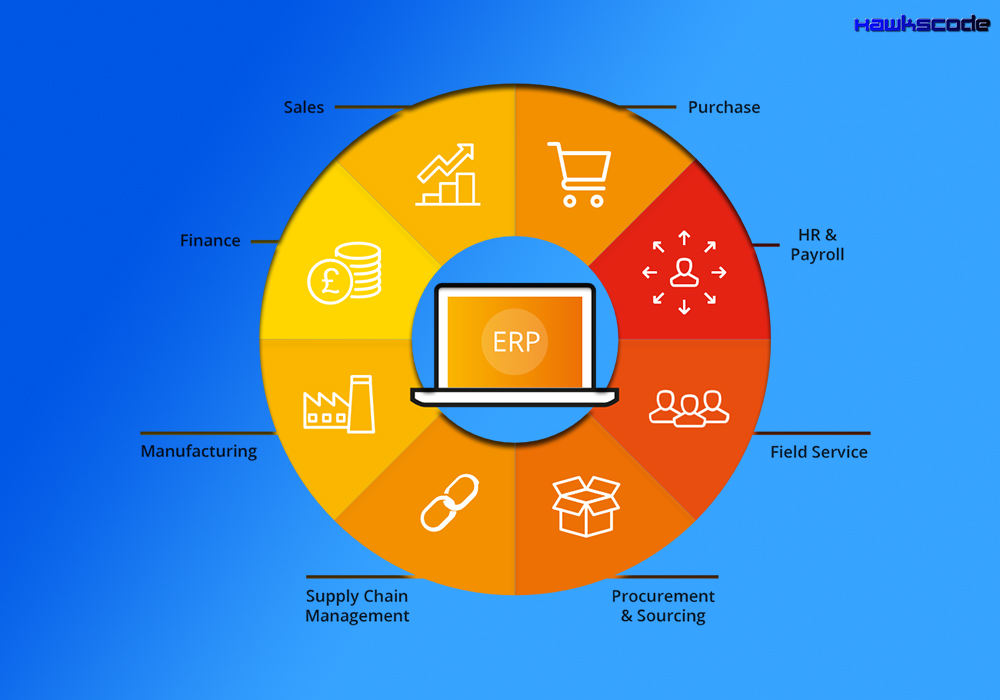 Hawkscode
Sales
Purchase
Finance
HR &
Payroll
£
ERP
Manufacturing
Field Service
Supply Chain
Management
Procurement
& Sourcing